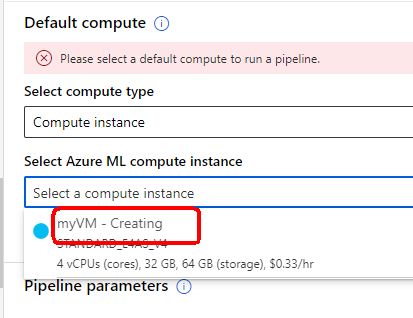 Default compute
Please select a default compute to run a pipeline.
Select compute type
Compute instance
Select Azure ML compute instance
Select a compute instance
myVM - Creating
STANDARD_E4AS_V4
4 vCPUs (cores), 32 GB, 64 GB (storage), $0.33/hr
Pipeline parameters